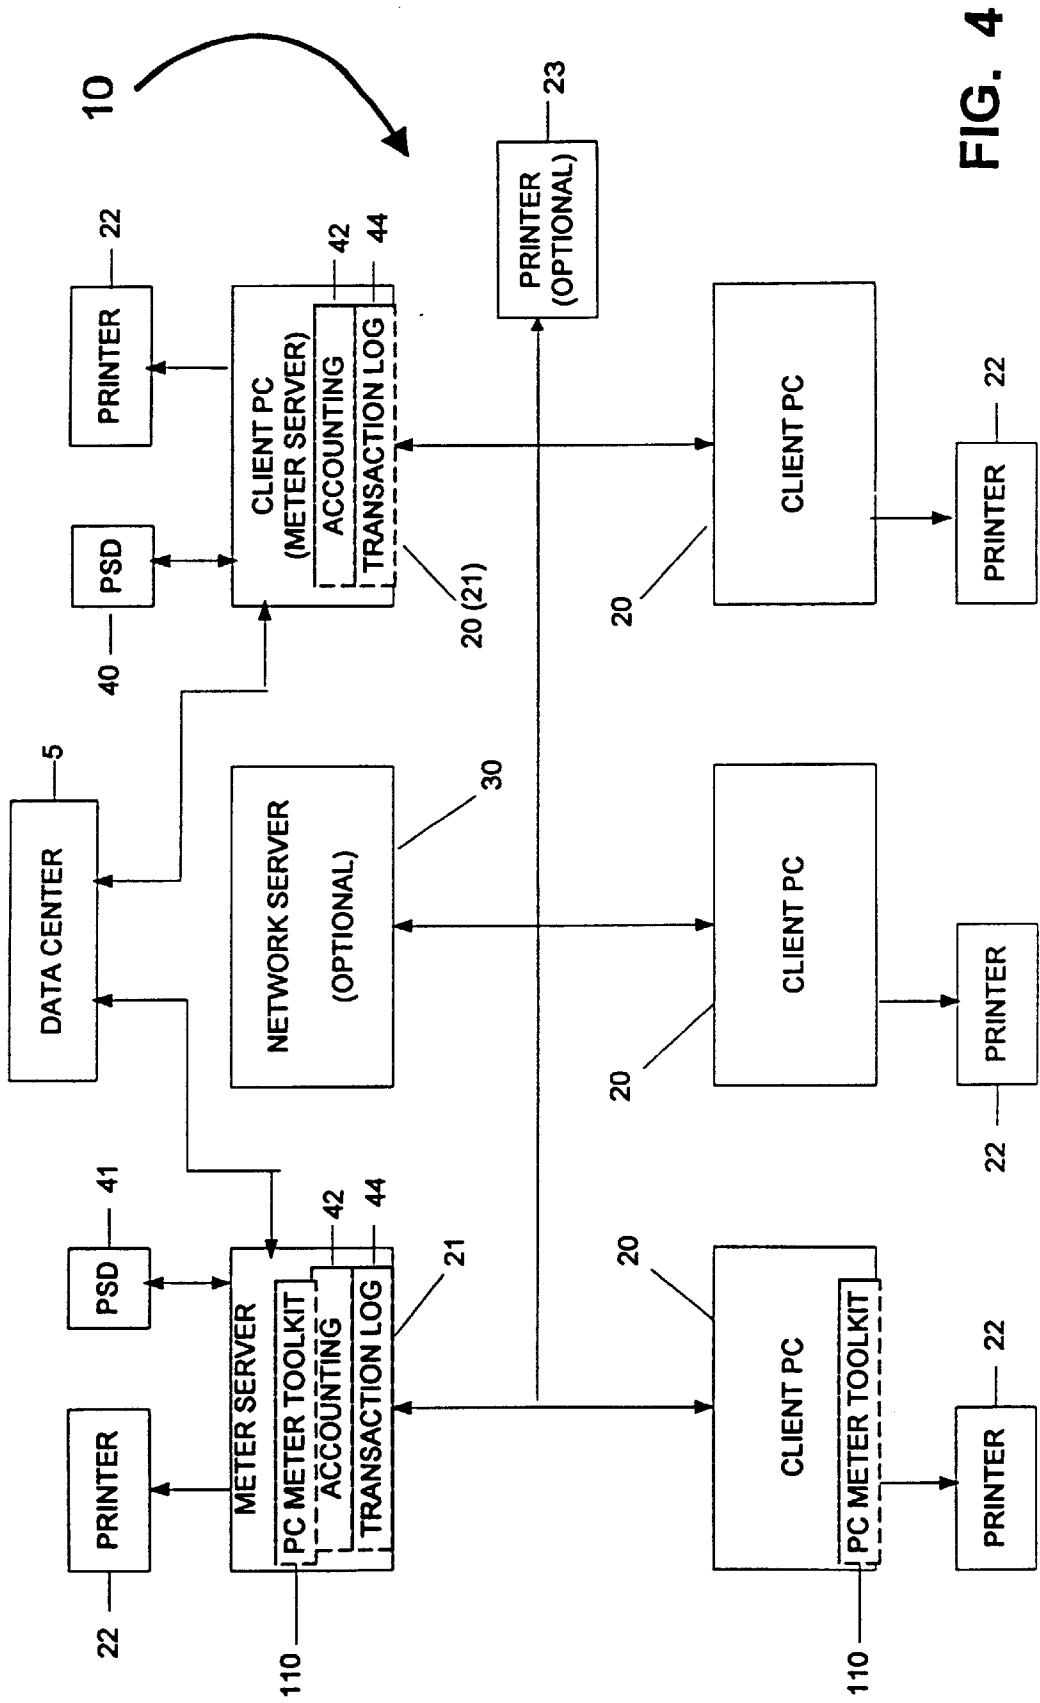 DATA CENTER
5
22
PRINTER
PSD
41
40
PSD
PRINTER
22
10
110
METER SERVER
PC METER TOOLKIT
ACCOUNTING
TRANSACTION LOG
42
44
21
NETWORK SERVER
(OPTIONAL)
30
CLIENT PC
(METER SERVER)
ACCOUNTING
TRANSACTION LOG
42
44
20 (21)
PRINTER
(OPTIONAL)
23
110
CLIENT PC
PC METER TOOLKIT
20
20
CLIENT PC
20
CLIENT PC
PRINTER
22
22
PRINTER
PRINTER
22
FIG. 4